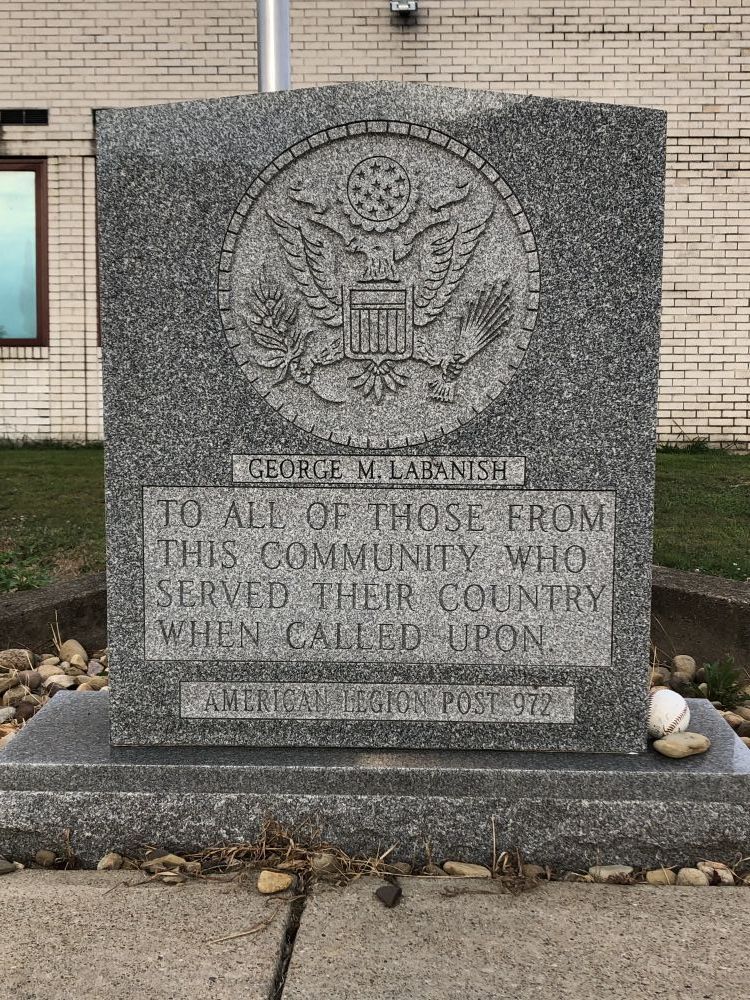 GEORGE M. LABANISH
TO ALL OF THOSE FROM
THIS COMMUNITY WHO
SERVED THEIR COUNTRY
WHEN CALLED UPON.
AMERICAN LEGION POST 972